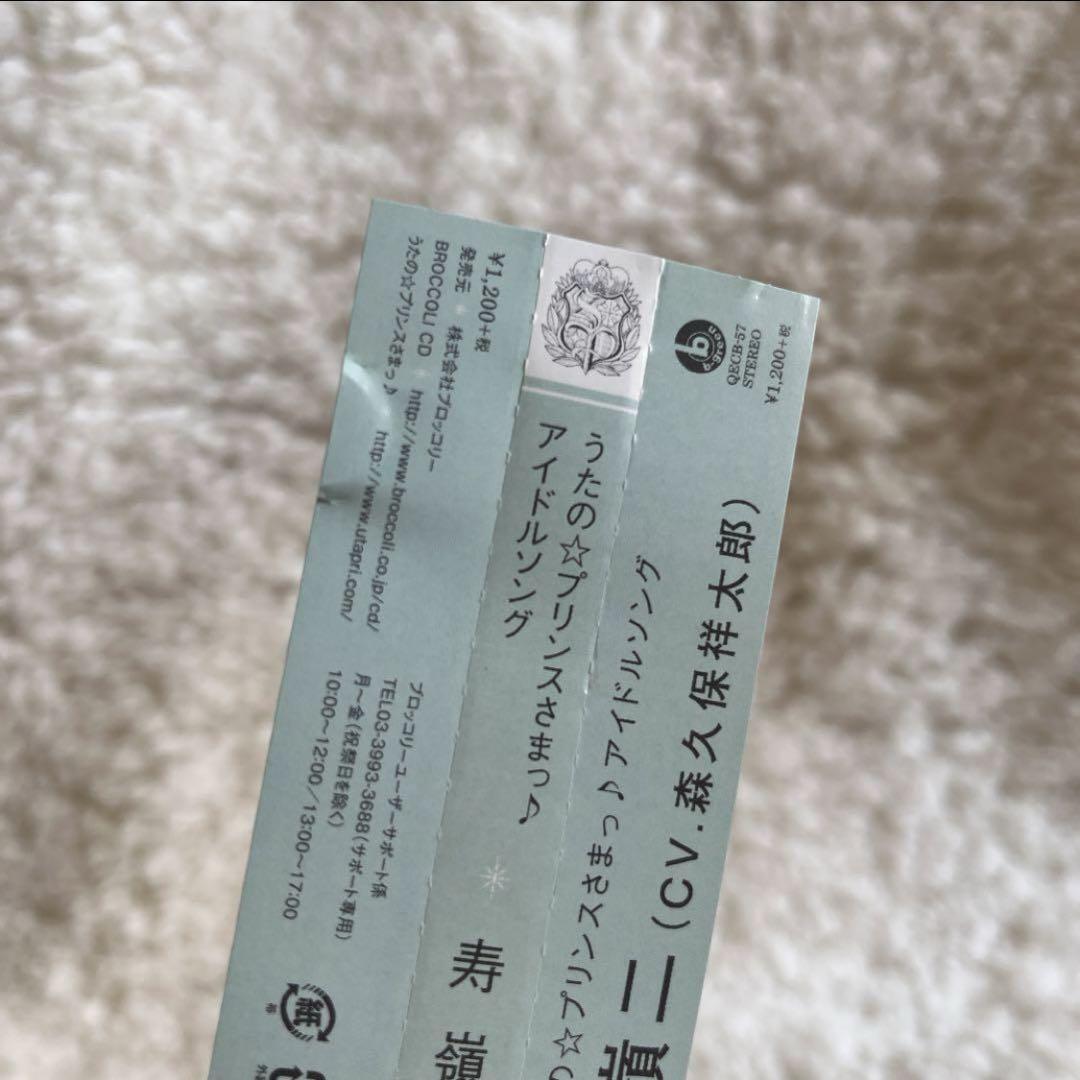 ¥1,200+税
発売元 * 株式会社ブロッコリー
BROCCOLI CD * http://www.broccoli.co.jp/cd/
うたの☆プリンスさまっ♪ http://www.utapri.com/
ブロッコリーユーザーサポート係
TEL03-3993-3688(サポート専用)
月〜金(祝祭日を除く)
10:00〜12:00/13:00〜17:00
紙
帯
うたの☆プリンスさまっ♪
アイドルソング
寿 嶺
QECB-57
STEREO
¥1,200+税
の☆プリンスさまっ♪アイドルソング
嶺二(CV.森久保祥太郎)